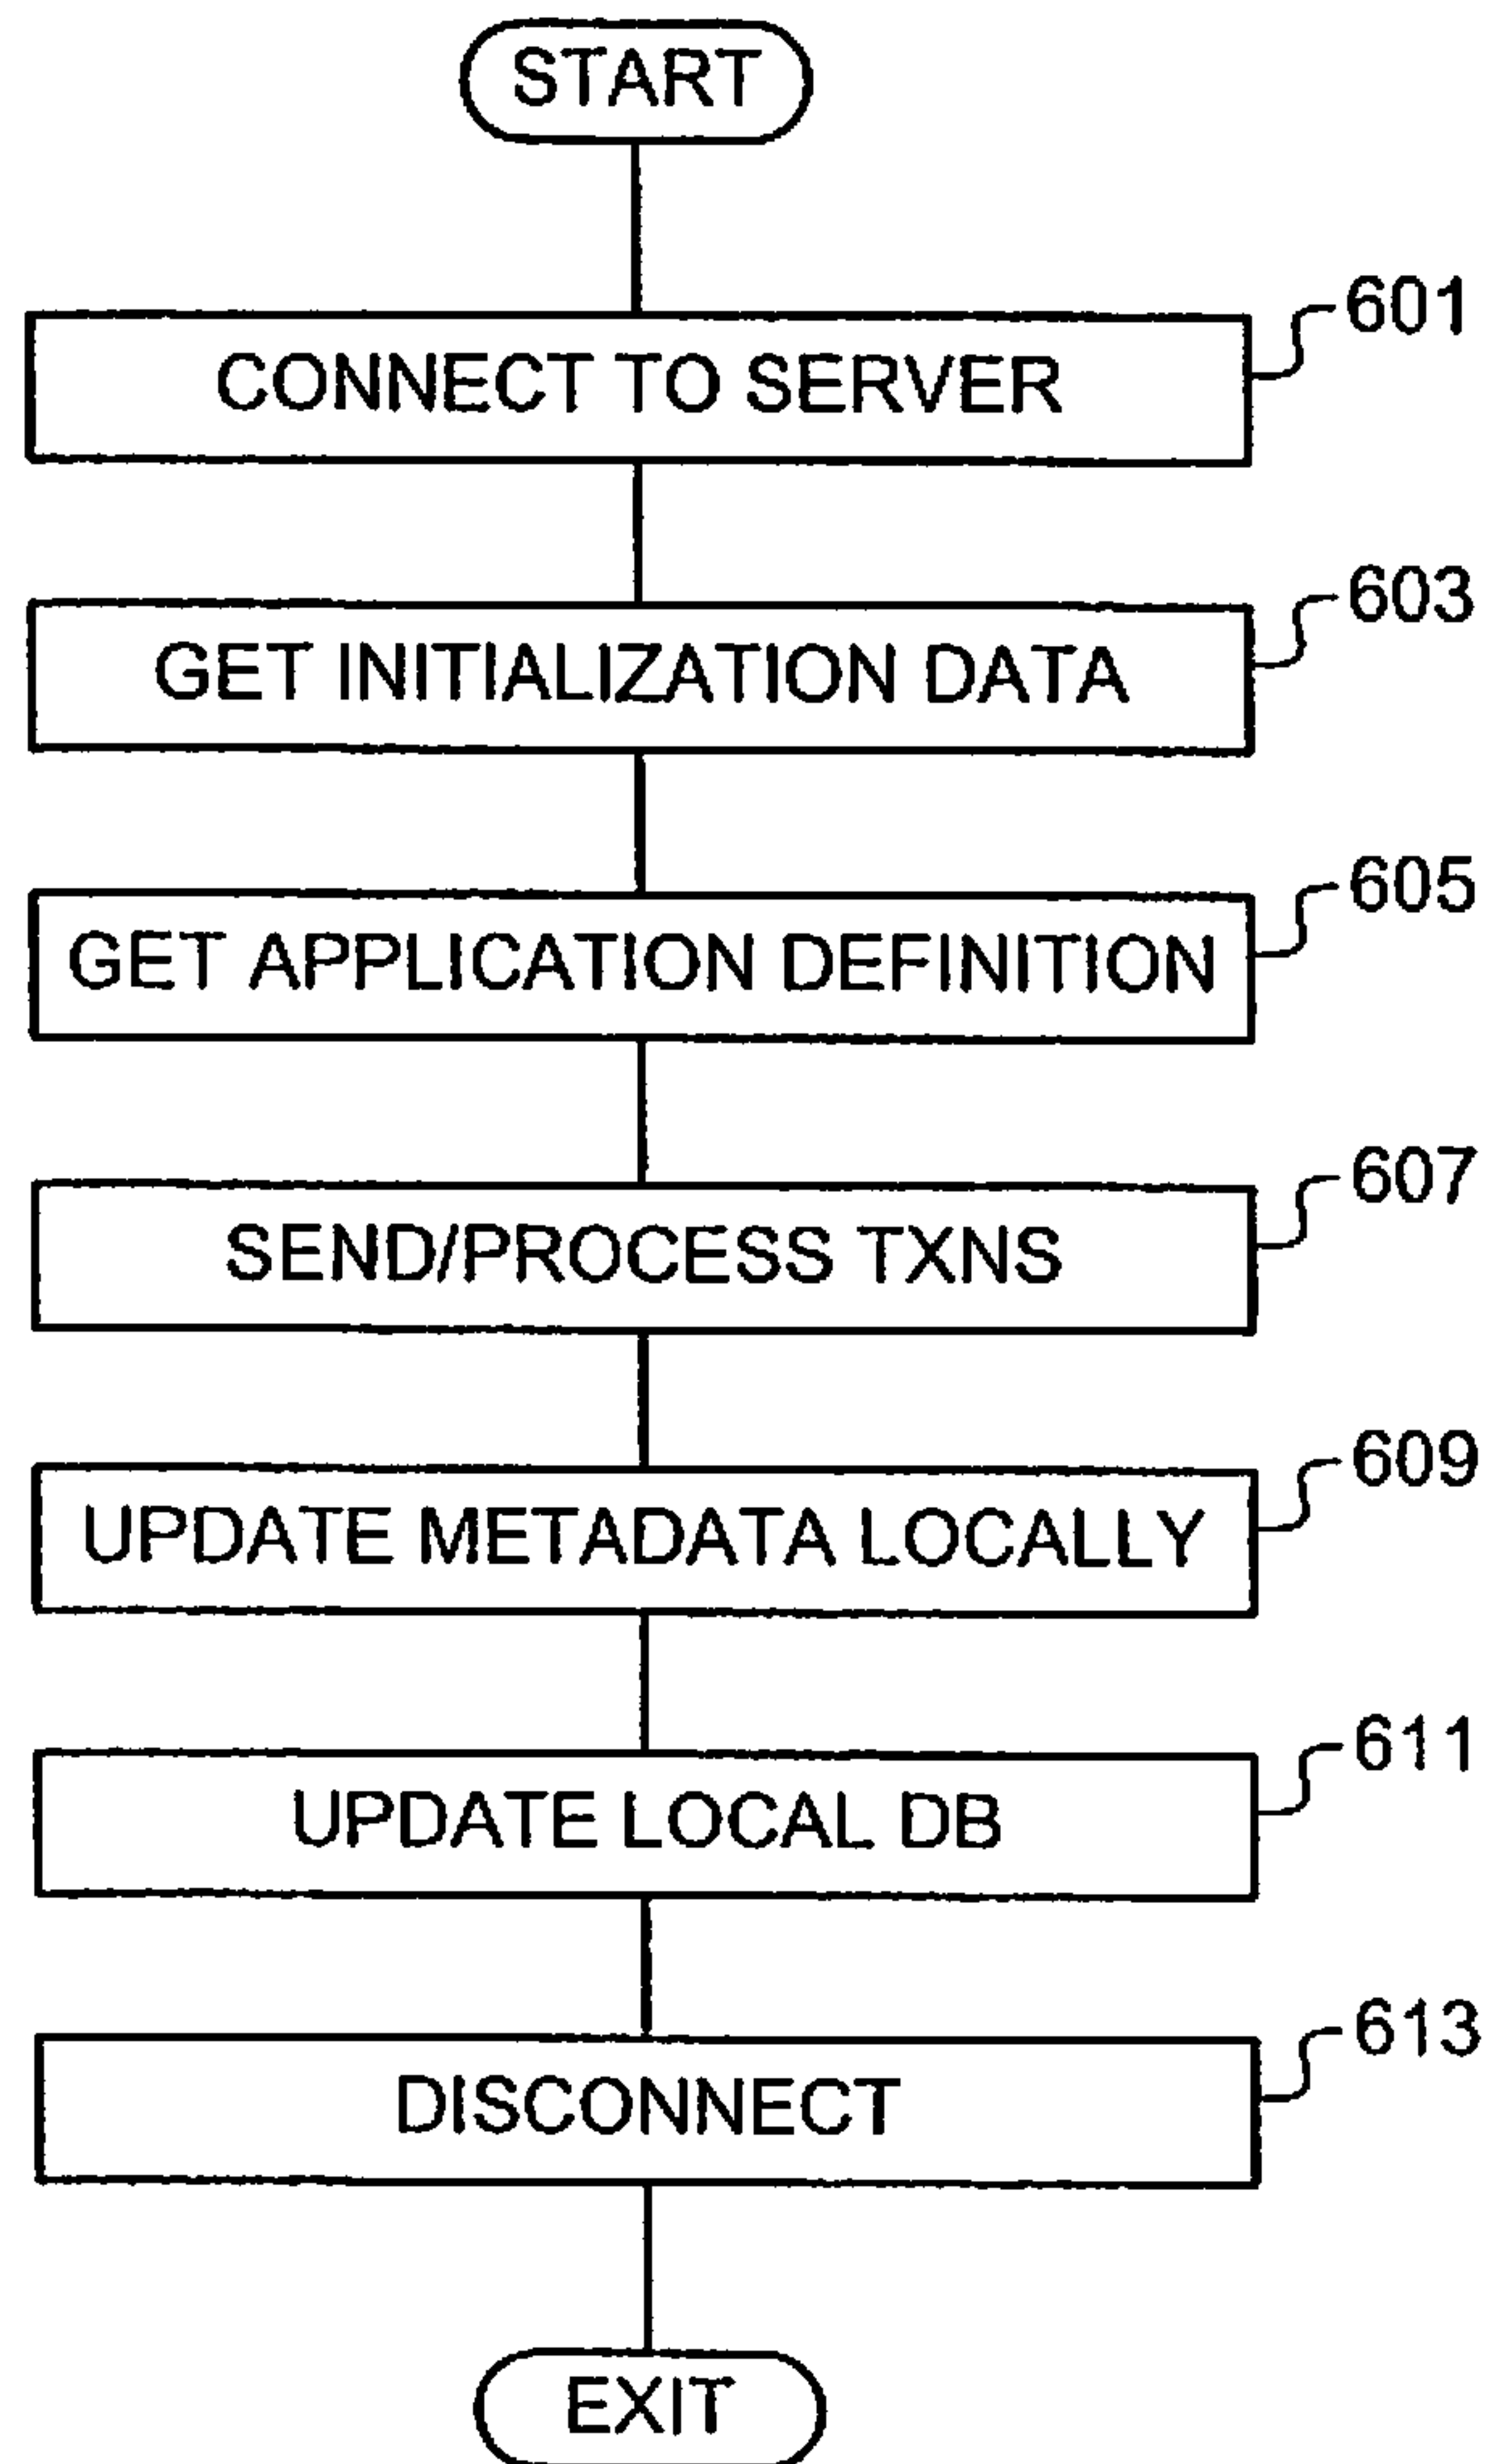 START
601
CONNECT TO SERVER
603
GET INITIALIZATION DATA
605
GET APPLICATION DEFINITION
607
SEND/PROCESS TXNS
609
UPDATE METADATA LOCALLY
611
UPDATE LOCAL DB
613
DISCONNECT
EXIT